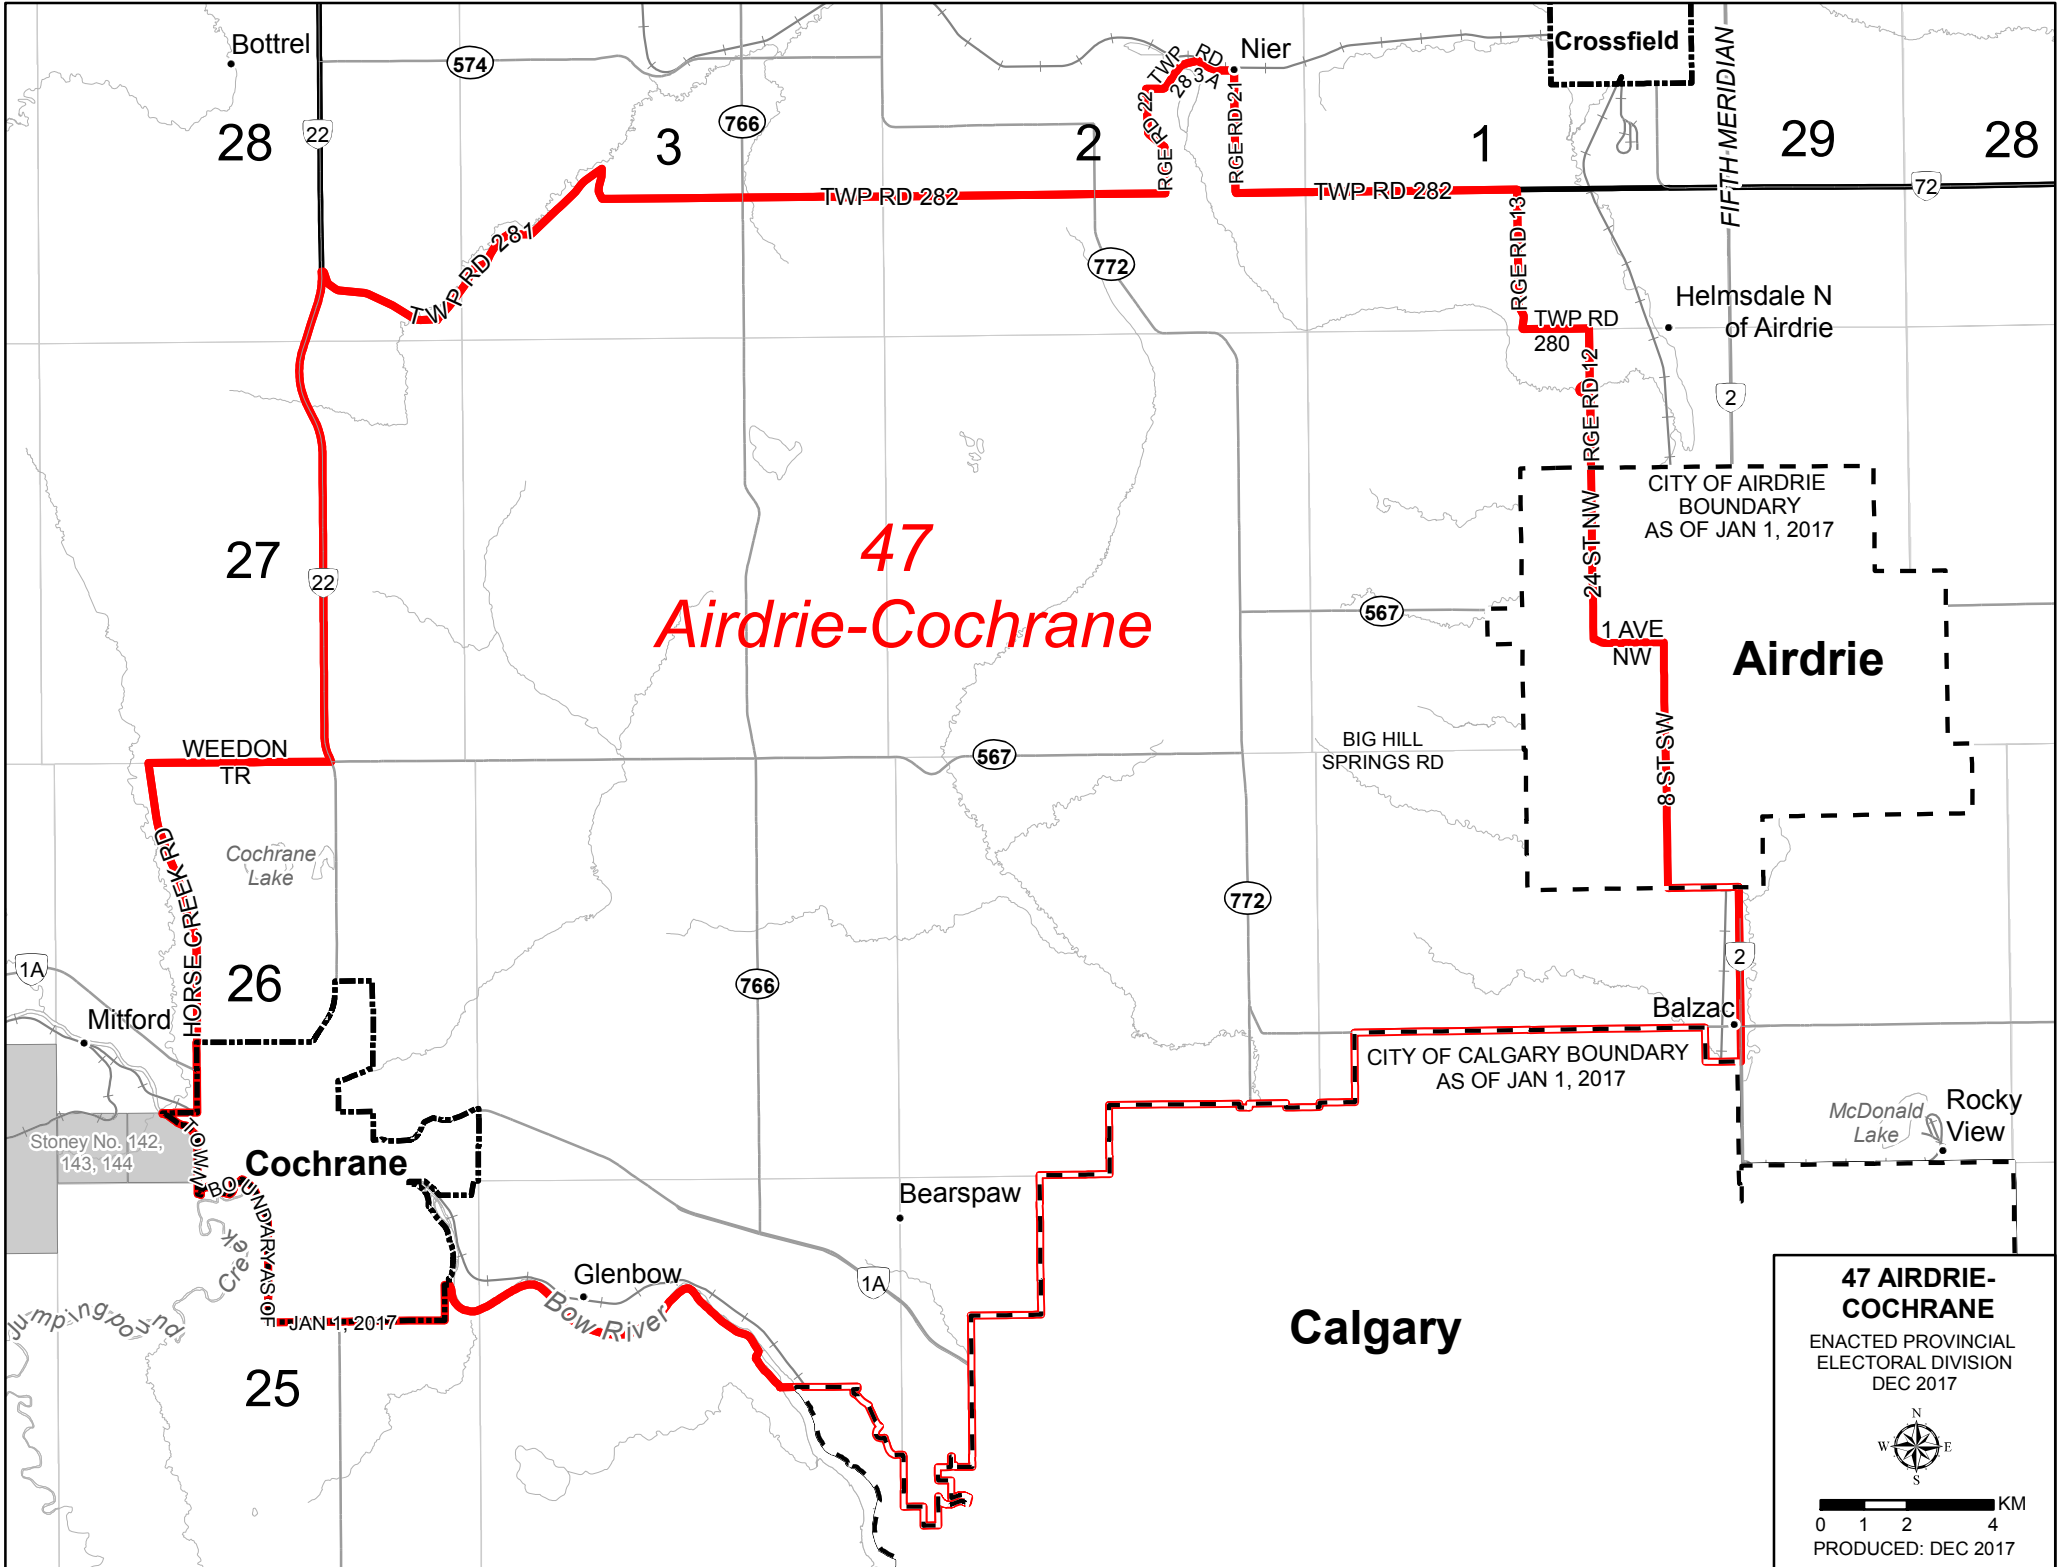 Bottrel
574
Nier
Crossfield
TWP RD
283A
22
28
3
766
2
RGE RD 22
RGE RD 21
1
FIFTH MERIDIAN
29
28
TWP RD 282
TWP RD 282
72
TWP RD 281
772
RGE RD 13
Helmsdale N
of Airdrie
TWP RD
280
RGE RD 12
2
CITY OF AIRDRIE
BOUNDARY
AS OF JAN 1, 2017
24 ST NW
27
22
47
Airdrie-Cochrane
567
1 AVE
NW
Airdrie
WEEDON
TR
567
BIG HILL
SPRINGS RD
8 ST SW
HORSE CREEK RD
Cochrane
Lake
772
1A
26
766
2
Mitford
Balzac
CITY OF CALGARY BOUNDARY
AS OF JAN 1, 2017
Stoney No. 142,
143, 144
McDonald
Lake
Rocky
View
Cochrane
TOWN
BOUNDARY AS OF
JAN 1, 2017
Bearspaw
Jumpingpound
Creek
Glenbow
Bow River
1A
Calgary
25
47 AIRDRIE-
COCHRANE
ENACTED PROVINCIAL
ELECTORAL DIVISION
DEC 2017
N
W E
S
KM
0 1 2 4
PRODUCED: DEC 2017